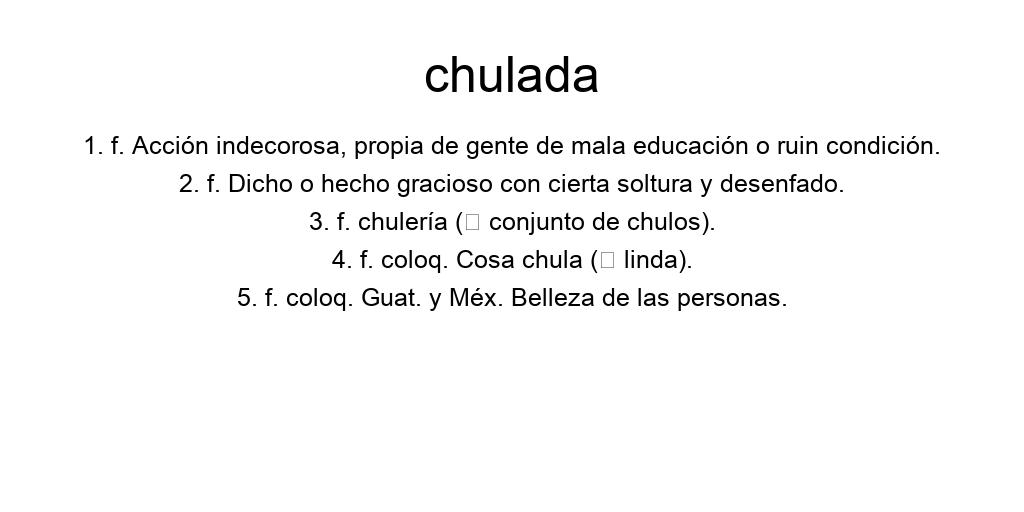 chulada
1. f. Acción indecorosa, propia de gente de mala educación o ruin condición.
2. f. Dicho o hecho gracioso con cierta soltura y desenfado.
3. f. chulería (□ conjunto de chulos).
4. f. coloq. Cosa chula (□ linda).
5. f. coloq. Guat. y Méx. Belleza de las personas.